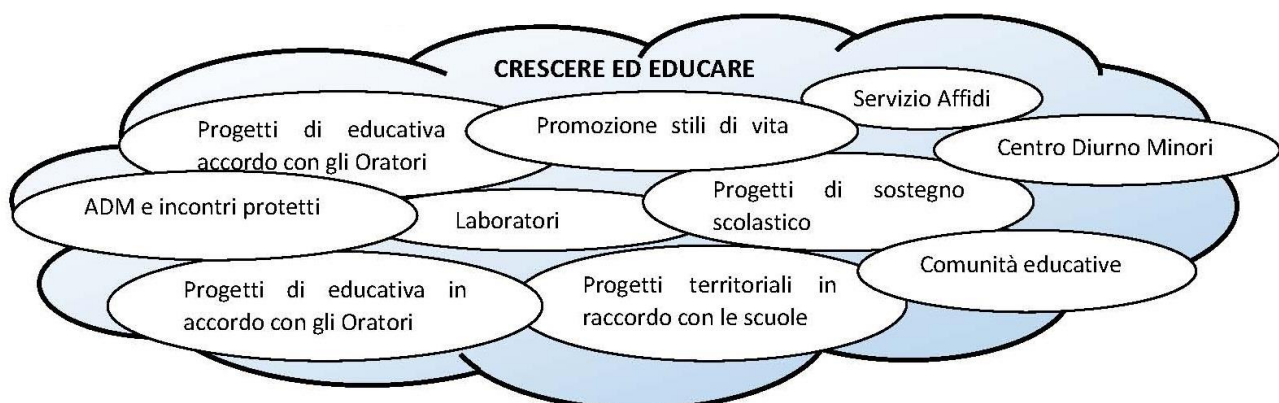 CRESCERE ED EDUCARE
Servizio Affidi
Progetti di educativa
accordo con gli Oratori
Promozione stili di vita
Centro Diurno Minori
ADM e incontri protetti
Laboratori
Progetti di sostegno
scolastico
Comunità educative
Progetti di educativa in
accordo con gli Oratori
Progetti territoriali in
raccordo con le scuole